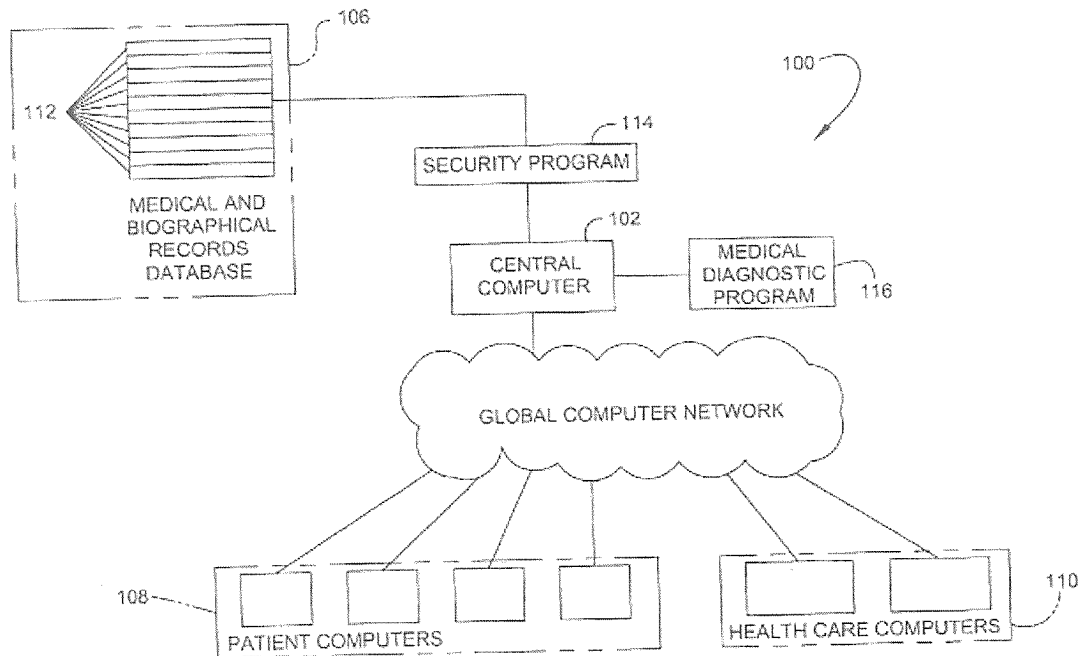 106
112
MEDICAL AND
BIOGRAPHICAL
RECORDS
DATABASE
100
114
SECURITY PROGRAM
102
CENTRAL
COMPUTER
MEDICAL
DIAGNOSTIC
PROGRAM
116
GLOBAL COMPUTER NETWORK
108
PATIENT COMPUTERS
HEALTH CARE COMPUTERS
110